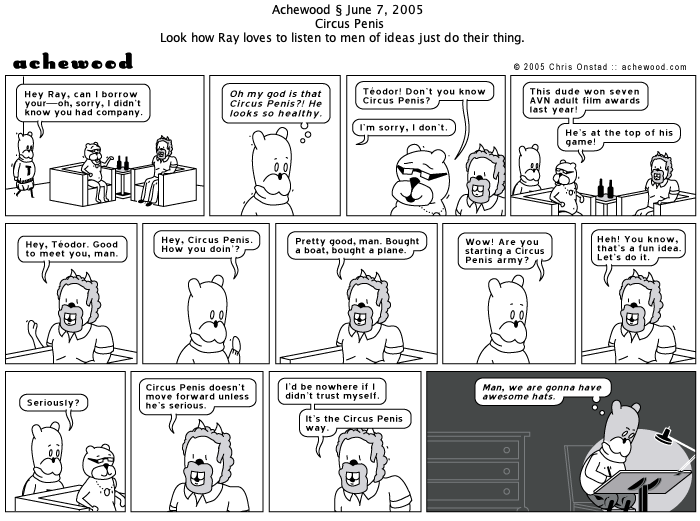 Achewood § June 7, 2005
Circus Penis
Look how Ray loves to listen to men of ideas just do their thing.
achewood
© 2005 Chris Onstad :: achewood.com
Hey Ray, can I borrow
your—oh, sorry, I didn't
know you had company.
T
Oh my god is that
Circus Penis?! He
looks so healthy.
Téodor! Don't you know
Circus Penis?
I'm sorry, I don't.
This dude won seven
AVN adult film awards
last year!
He's at the top of his
game!
Hey, Téodor. Good
to meet you, man.
Hey, Circus Penis.
How you doin'?
Pretty good, man. Bought
a boat, bought a plane.
Wow! Are you
starting a Circus
Penis army?
Heh! You know,
that's a fun idea.
Let's do it.
Seriously?
Circus Penis doesn't
move forward unless
he's serious.
I'd be nowhere if I
didn't trust myself.
It's the Circus Penis
way.
Man, we are gonna have
awesome hats.